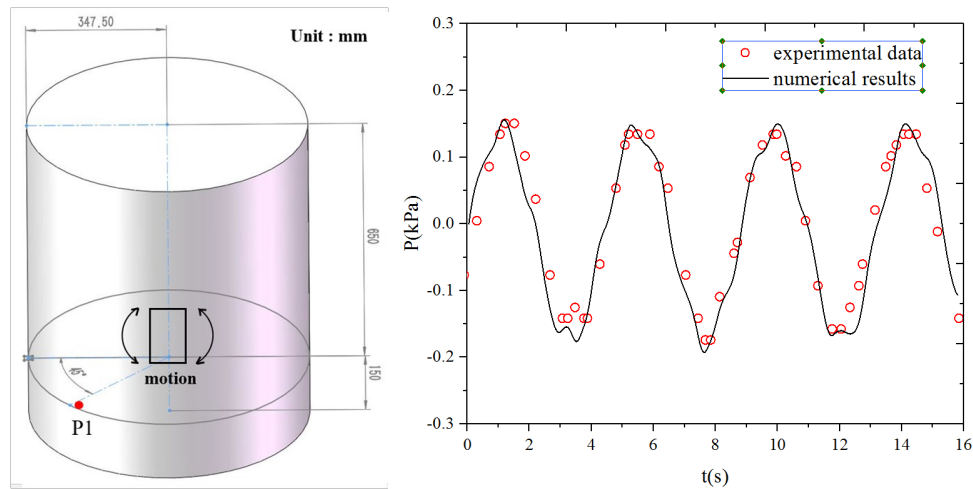 347.50
Unit : mm
650
150
45°
motion
P1
0.3
0.2
0.1
0.0
-0.1
-0.2
-0.3
P(kPa)
experimental data
numerical results
0 2 4 6 8 10 12 14 16
t(s)